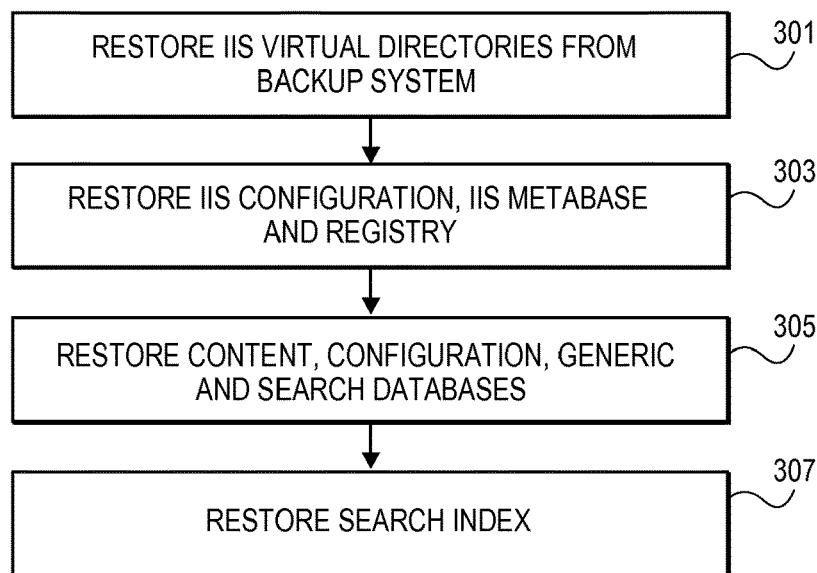 RESTORE IIS VIRTUAL DIRECTORIES FROM
BACKUP SYSTEM
301
RESTORE IIS CONFIGURATION, IIS METABASE
AND REGISTRY
303
RESTORE CONTENT, CONFIGURATION, GENERIC
AND SEARCH DATABASES
305
RESTORE SEARCH INDEX
307